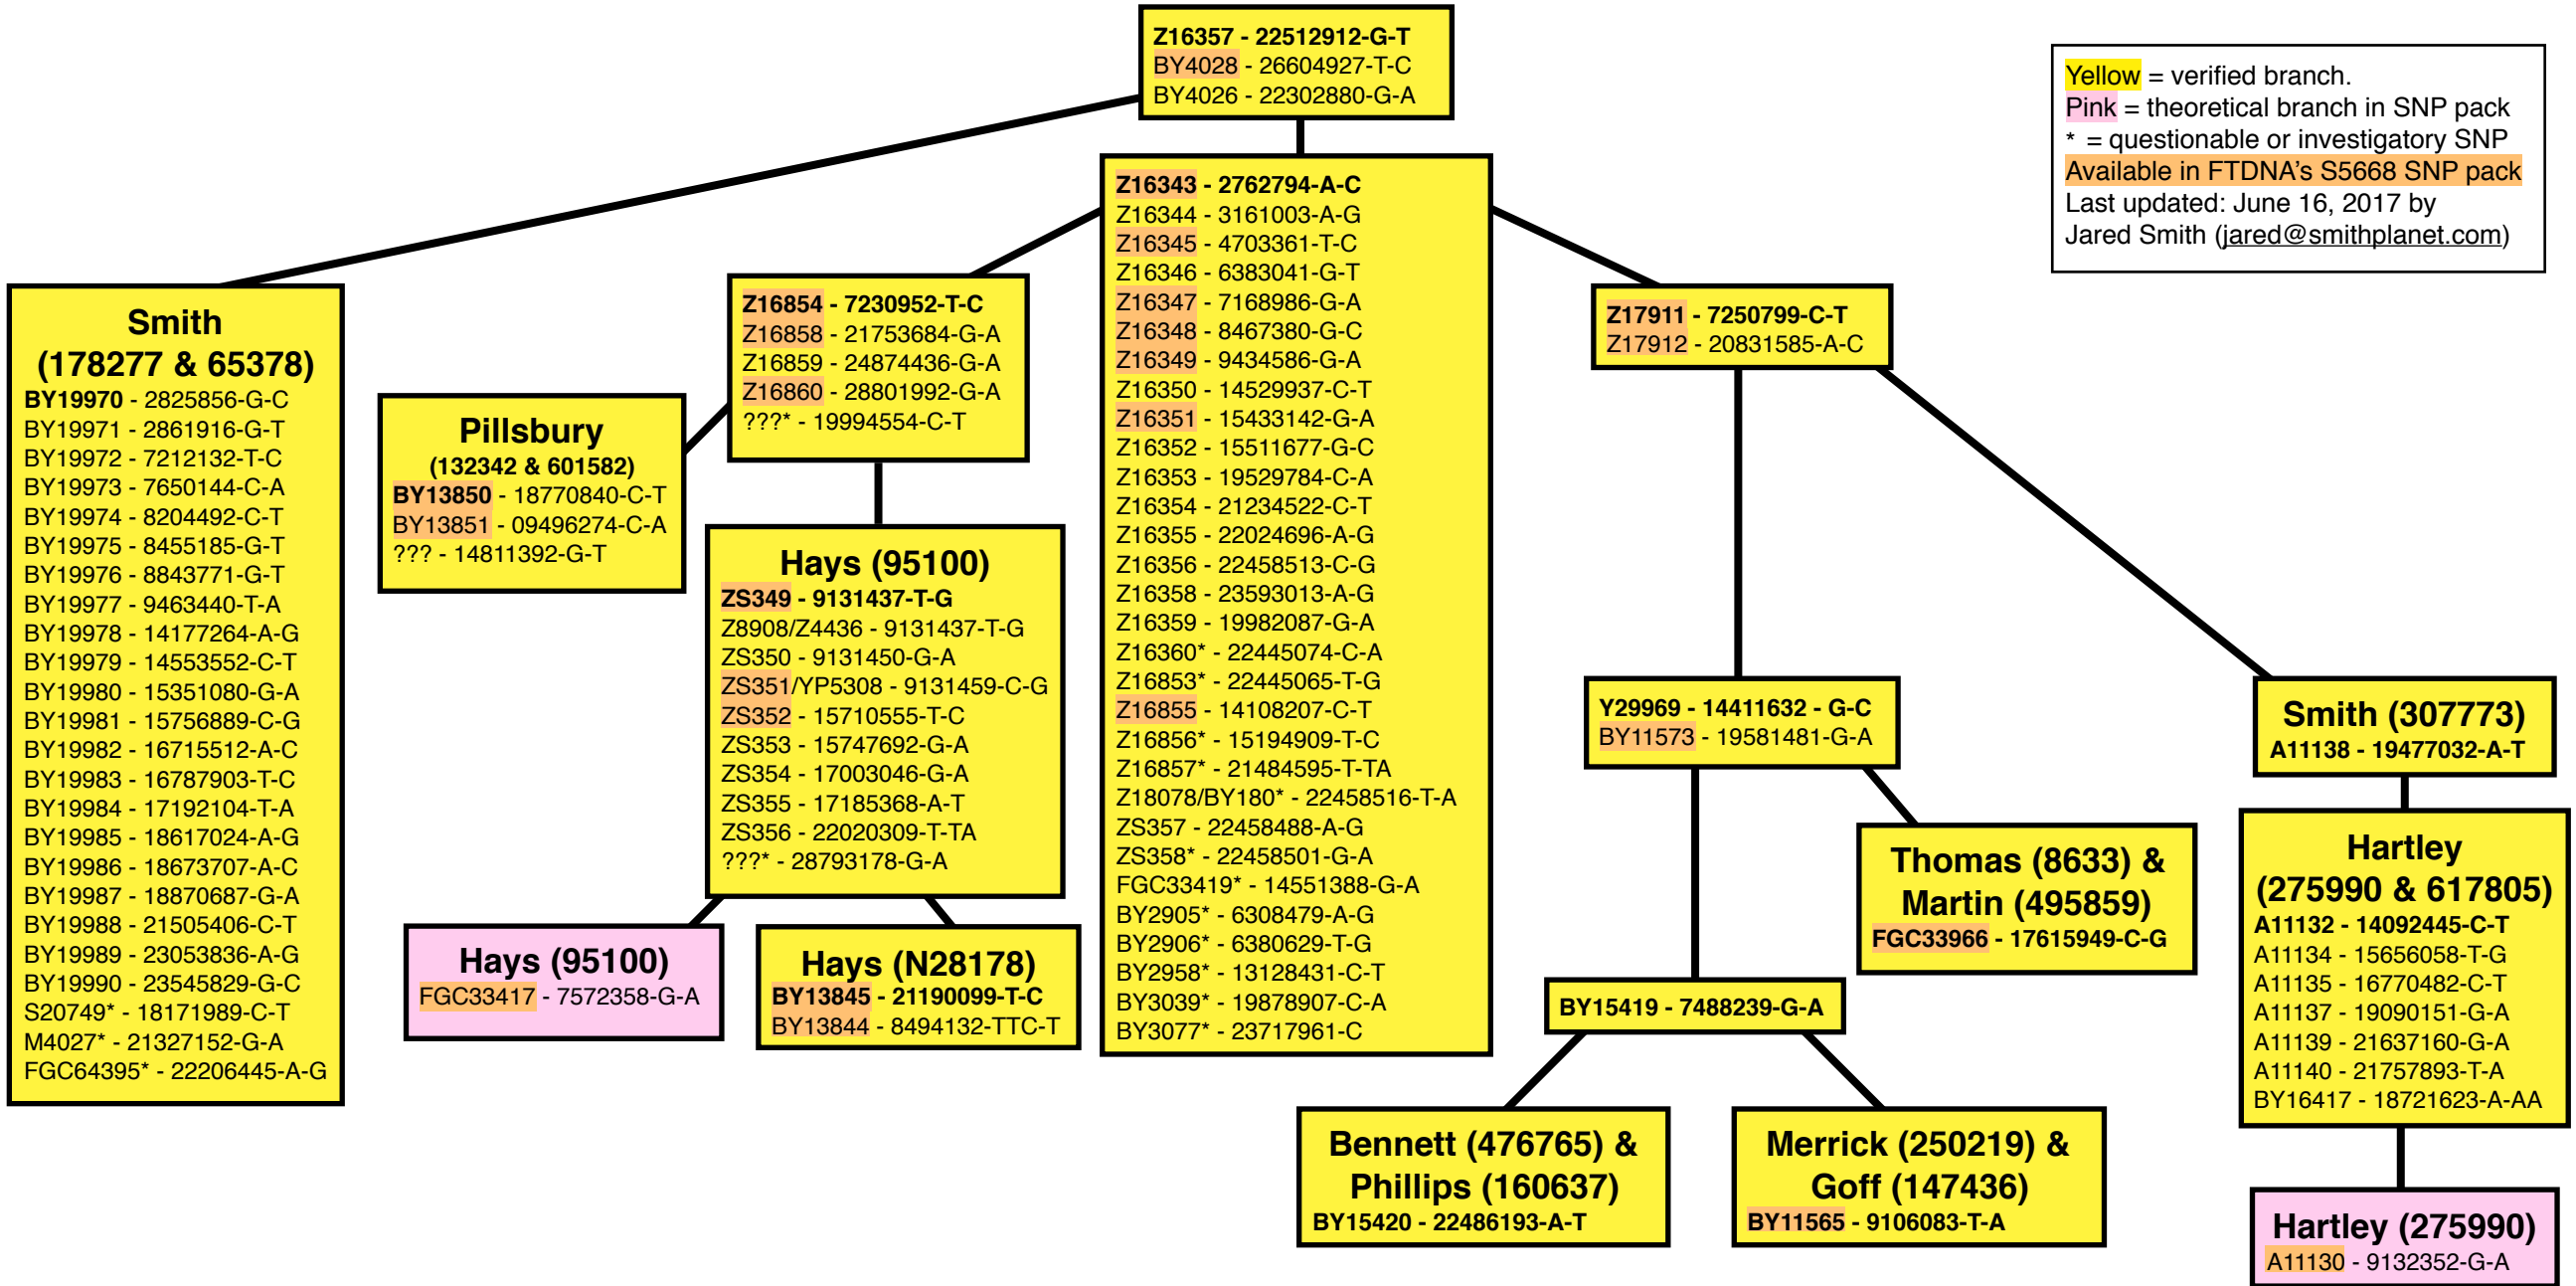 Z16357 - 22512912-G-T
BY4028 - 26604927-T-C
BY4026 - 22302880-G-A
Yellow = verified branch.
Pink = theoretical branch in SNP pack
* = questionable or investigatory SNP
Available in FTDNA's S5668 SNP pack
Last updated: June 16, 2017 by
Jared Smith (jared@smithplanet.com)
Smith
(178277 & 65378)
BY19970 - 2825856-G-C
BY19971 - 2861916-G-T
BY19972 - 7212132-T-C
BY19973 - 7650144-C-A
BY19974 - 8204492-C-T
BY19975 - 8455185-G-T
BY19976 - 8843771-G-T
BY19977 - 9463440-T-A
BY19978 - 14177264-A-G
BY19979 - 14553552-C-T
BY19980 - 15351080-G-A
BY19981 - 15756889-C-G
BY19982 - 16715512-A-C
BY19983 - 16787903-T-C
BY19984 - 17192104-T-A
BY19985 - 18617024-A-G
BY19986 - 18673707-A-C
BY19987 - 18870687-G-A
BY19988 - 21505406-C-T
BY19989 - 23053836-A-G
BY19990 - 23545829-G-C
S20749* - 18171989-C-T
M4027* - 21327152-G-A
FGC64395* - 22206445-A-G
Pillsbury
(132342 & 601582)
BY13850 - 18770840-C-T
BY13851 - 09496274-C-A
??? - 14811392-G-T
Z16854 - 7230952-T-C
Z16858 - 21753684-G-A
Z16859 - 24874436-G-A
Z16860 - 28801992-G-A
???* - 19994554-C-T
Hays (95100)
ZS349 - 9131437-T-G
Z8908/Z4436 - 9131437-T-G
ZS350 - 9131450-G-A
ZS351/YP5308 - 9131459-C-G
ZS352 - 15710555-T-C
ZS353 - 15747692-G-A
ZS354 - 17003046-G-A
ZS355 - 17185368-A-T
ZS356 - 22020309-T-TA
???* - 28793178-G-A
Hays (95100)
FGC33417 - 7572358-G-A
Hays (N28178)
BY13845 - 21190099-T-C
BY13844 - 8494132-TTC-T
Z16343 - 2762794-A-C
Z16344 - 3161003-A-G
Z16345 - 4703361-T-C
Z16346 - 6383041-G-T
Z16347 - 7168986-G-A
Z16348 - 8467380-G-C
Z16349 - 9434586-G-A
Z16350 - 14529937-C-T
Z16351 - 15433142-G-A
Z16352 - 15511677-G-C
Z16353 - 19529784-C-A
Z16354 - 21234522-C-T
Z16355 - 22024696-A-G
Z16356 - 22458513-C-G
Z16358 - 23593013-A-G
Z16359 - 19982087-G-A
Z16360* - 22445074-C-A
Z16853* - 22445065-T-G
Z16855 - 14108207-C-T
Z16856* - 15194909-T-C
Z16857* - 21484595-T-TA
Z18078/BY180* - 22458516-T-A
ZS357 - 22458488-A-G
ZS358* - 22458501-G-A
FGC33419* - 14551388-G-A
BY2905* - 6308479-A-G
BY2906* - 6380629-T-G
BY2958* - 13128431-C-T
BY3039* - 19878907-C-A
BY3077* - 23717961-C
Z17911 - 7250799-C-T
Z17912 - 20831585-A-C
Y29969 - 14411632 - G-C
BY11573 - 19581481-G-A
Thomas (8633) &
Martin (495859)
FGC33966 - 17615949-C-G
BY15419 - 7488239-G-A
Bennett (476765) &
Phillips (160637)
BY15420 - 22486193-A-T
Merrick (250219) &
Goff (147436)
BY11565 - 9106083-T-A
Smith (307773)
A11138 - 19477032-A-T
Hartley
(275990 & 617805)
A11132 - 14092445-C-T
A11134 - 15656058-T-G
A11135 - 16770482-C-T
A11137 - 19090151-G-A
A11139 - 21637160-G-A
A11140 - 21757893-T-A
BY16417 - 18721623-A-AA
Hartley (275990)
A11130 - 9132352-G-A